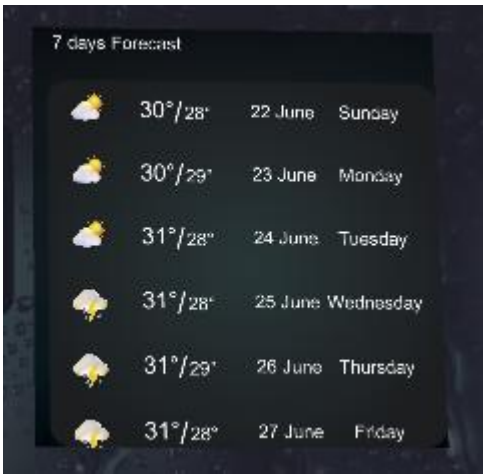 7 days Forecast
30°/28° 22 June Sunday
30°/29° 23 June Monday
31°/28° 24 June Tuesday
31°/28° 25 June Wednesday
31°/29° 26 June Thursday
31°/28° 27 June Friday